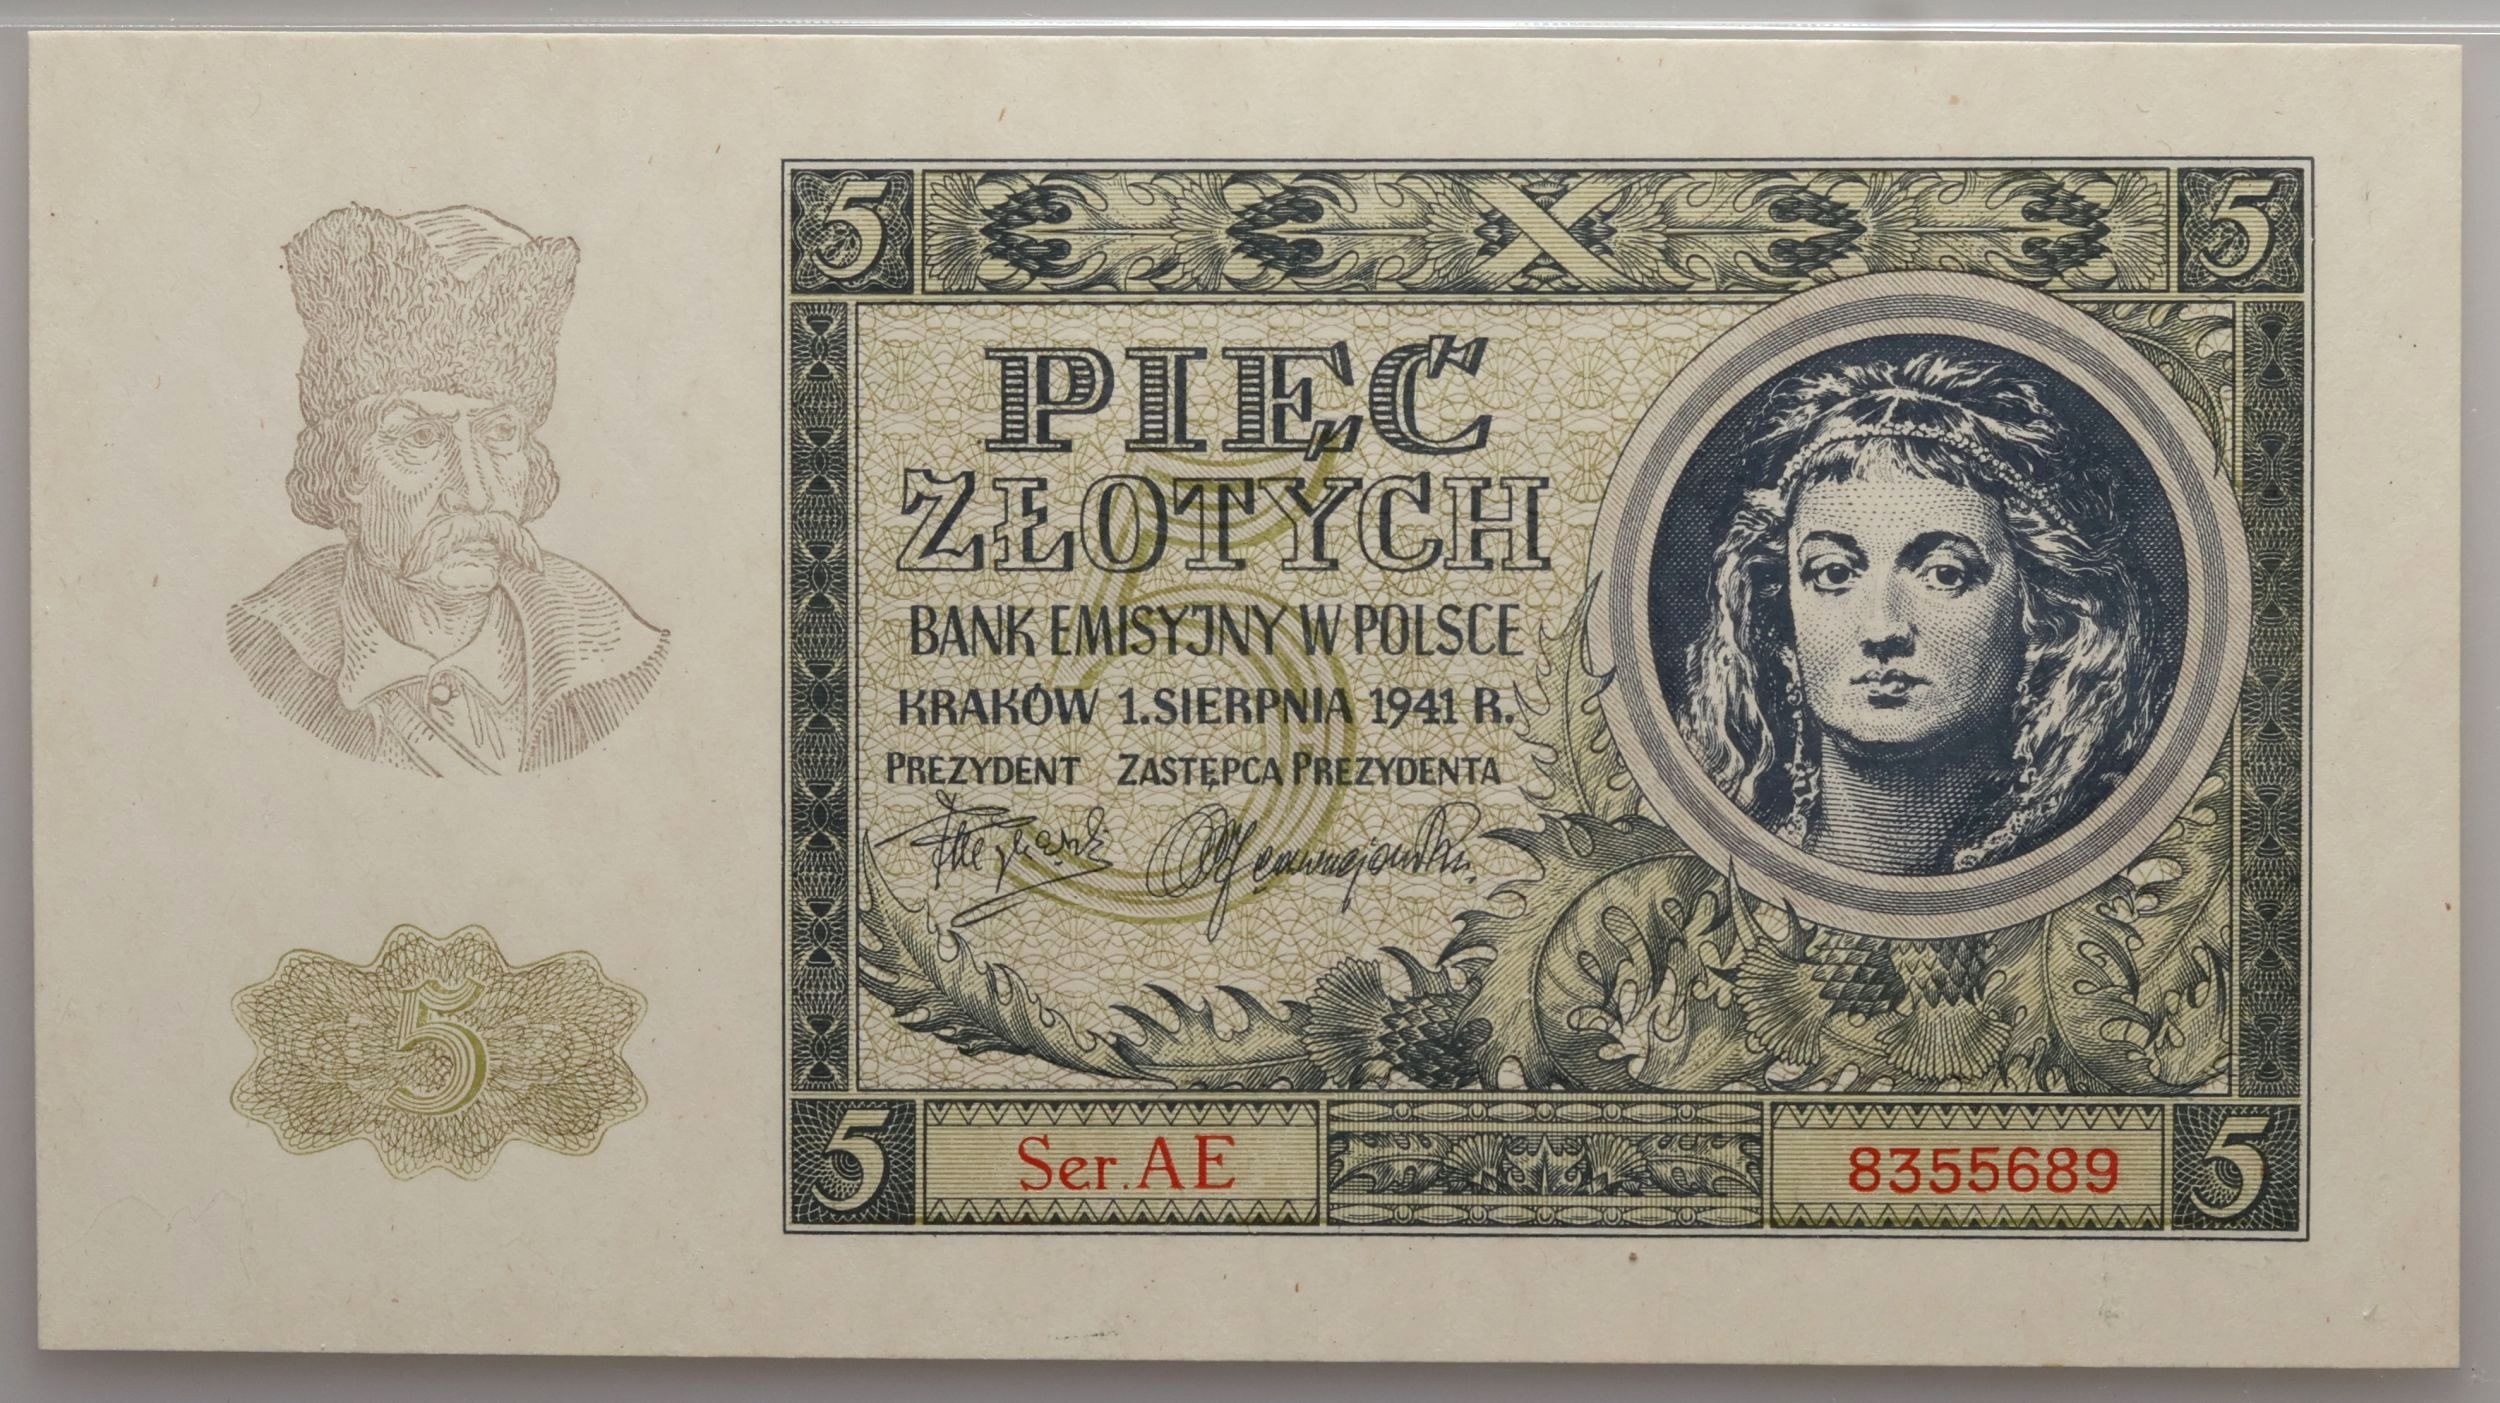 5 5
PIĘĆ
ZŁOTYCH
BANK EMISYJNY W POLSCE
KRAKÓW 1. SIERPNIA 1941 R.
PREZYDENT ZASTĘPCA PREZYDENTA
5
5
5 Ser. AE 8355689 5